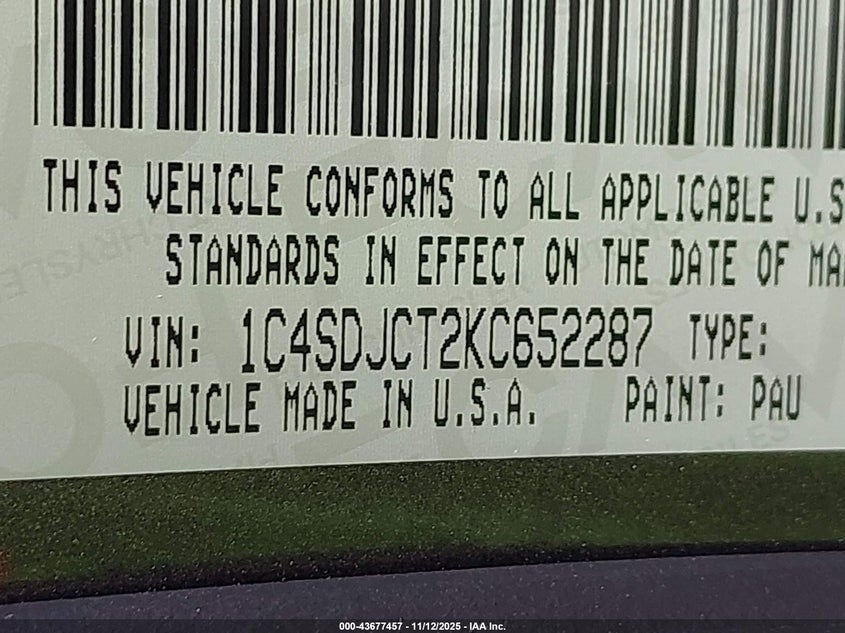 THIS VEHICLE CONFORMS TO ALL APPLICABLE U.S
STANDARDS IN EFFECT ON THE DATE OF MA
VIN: 1C4SDJCT2KC652287 TYPE:
VEHICLE MADE IN U.S.A. PAINT: PAU
000-43677457 - 11/12/2025 - IAA Inc.